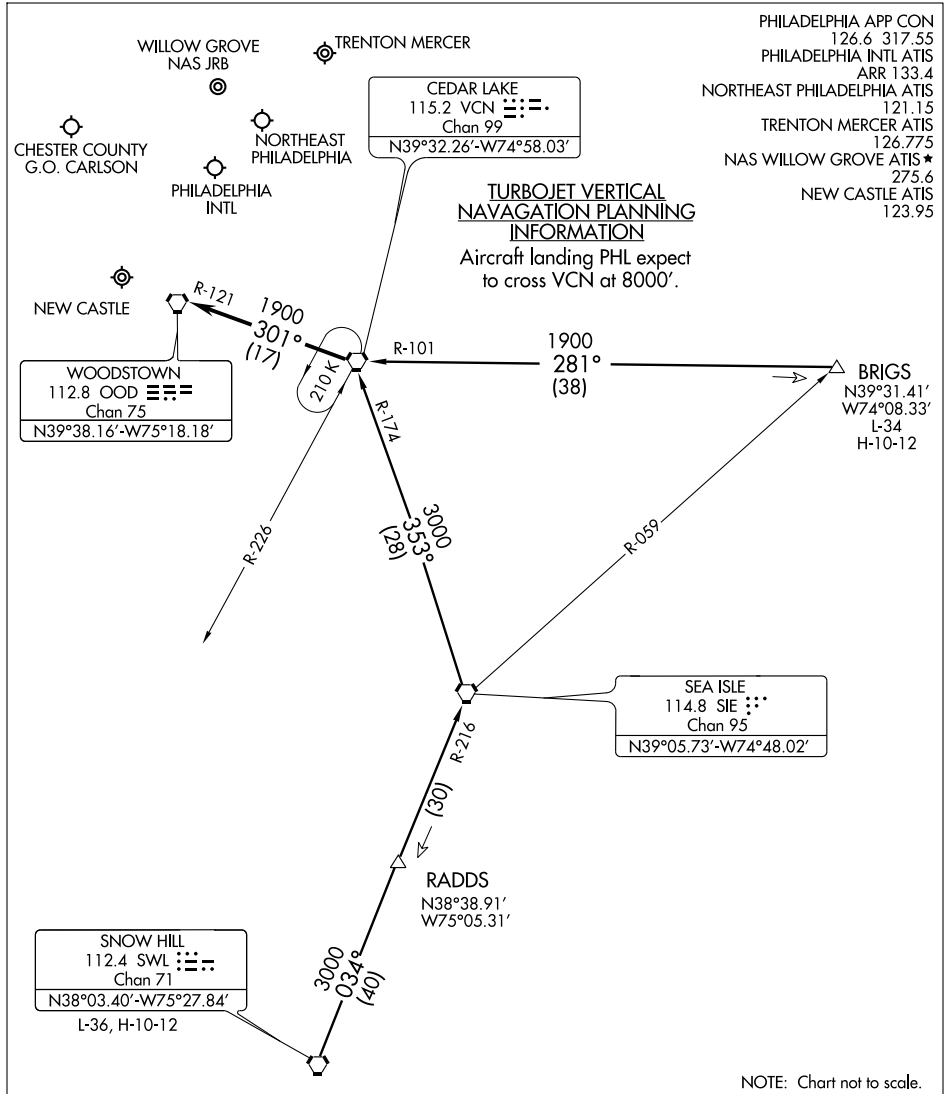 PHILADELPHIA APP CON
126.6 317.55
PHILADELPHIA INTL ATIS
ARR 133.4
NORTHEAST PHILADELPHIA ATIS
121.15
TRENTON MERCER ATIS
126.775
NAS WILLOW GROVE ATIS ★
275.6
NEW CASTLE ATIS
123.95
WILLOW GROVE
NAS JRB
TRENTON MERCER
CHESTER COUNTY
G.O. CARLSON
NORTHEAST
PHILADELPHIA
PHILADELPHIA
INTL
NEW CASTLE
CEDAR LAKE
115.2 VCN
Chan 99
N39°32.26′-W74°58.03′
TURBOJET VERTICAL
NAVAGATION PLANNING
INFORMATION
Aircraft landing PHL expect
to cross VCN at 8000′.
R-121
1900
301°
(17)
210 K
R-101
1900
281°
(38)
BRIGS
N39°31.41′
W74°08.33′
L-34
H-10-12
WOODSTOWN
112.8 OOD
Chan 75
N39°38.16′-W75°18.18′
R-174
3000
353°
(28)
R-226
R-059
SEA ISLE
114.8 SIE
Chan 95
N39°05.73′-W74°48.02′
R-216
(30)
RADDS
N38°38.91′
W75°05.31′
SNOW HILL
112.4 SWL
Chan 71
N38°03.40′-W75°27.84′
L-36, H-10-12
3000
034°
(40)
NOTE: Chart not to scale.